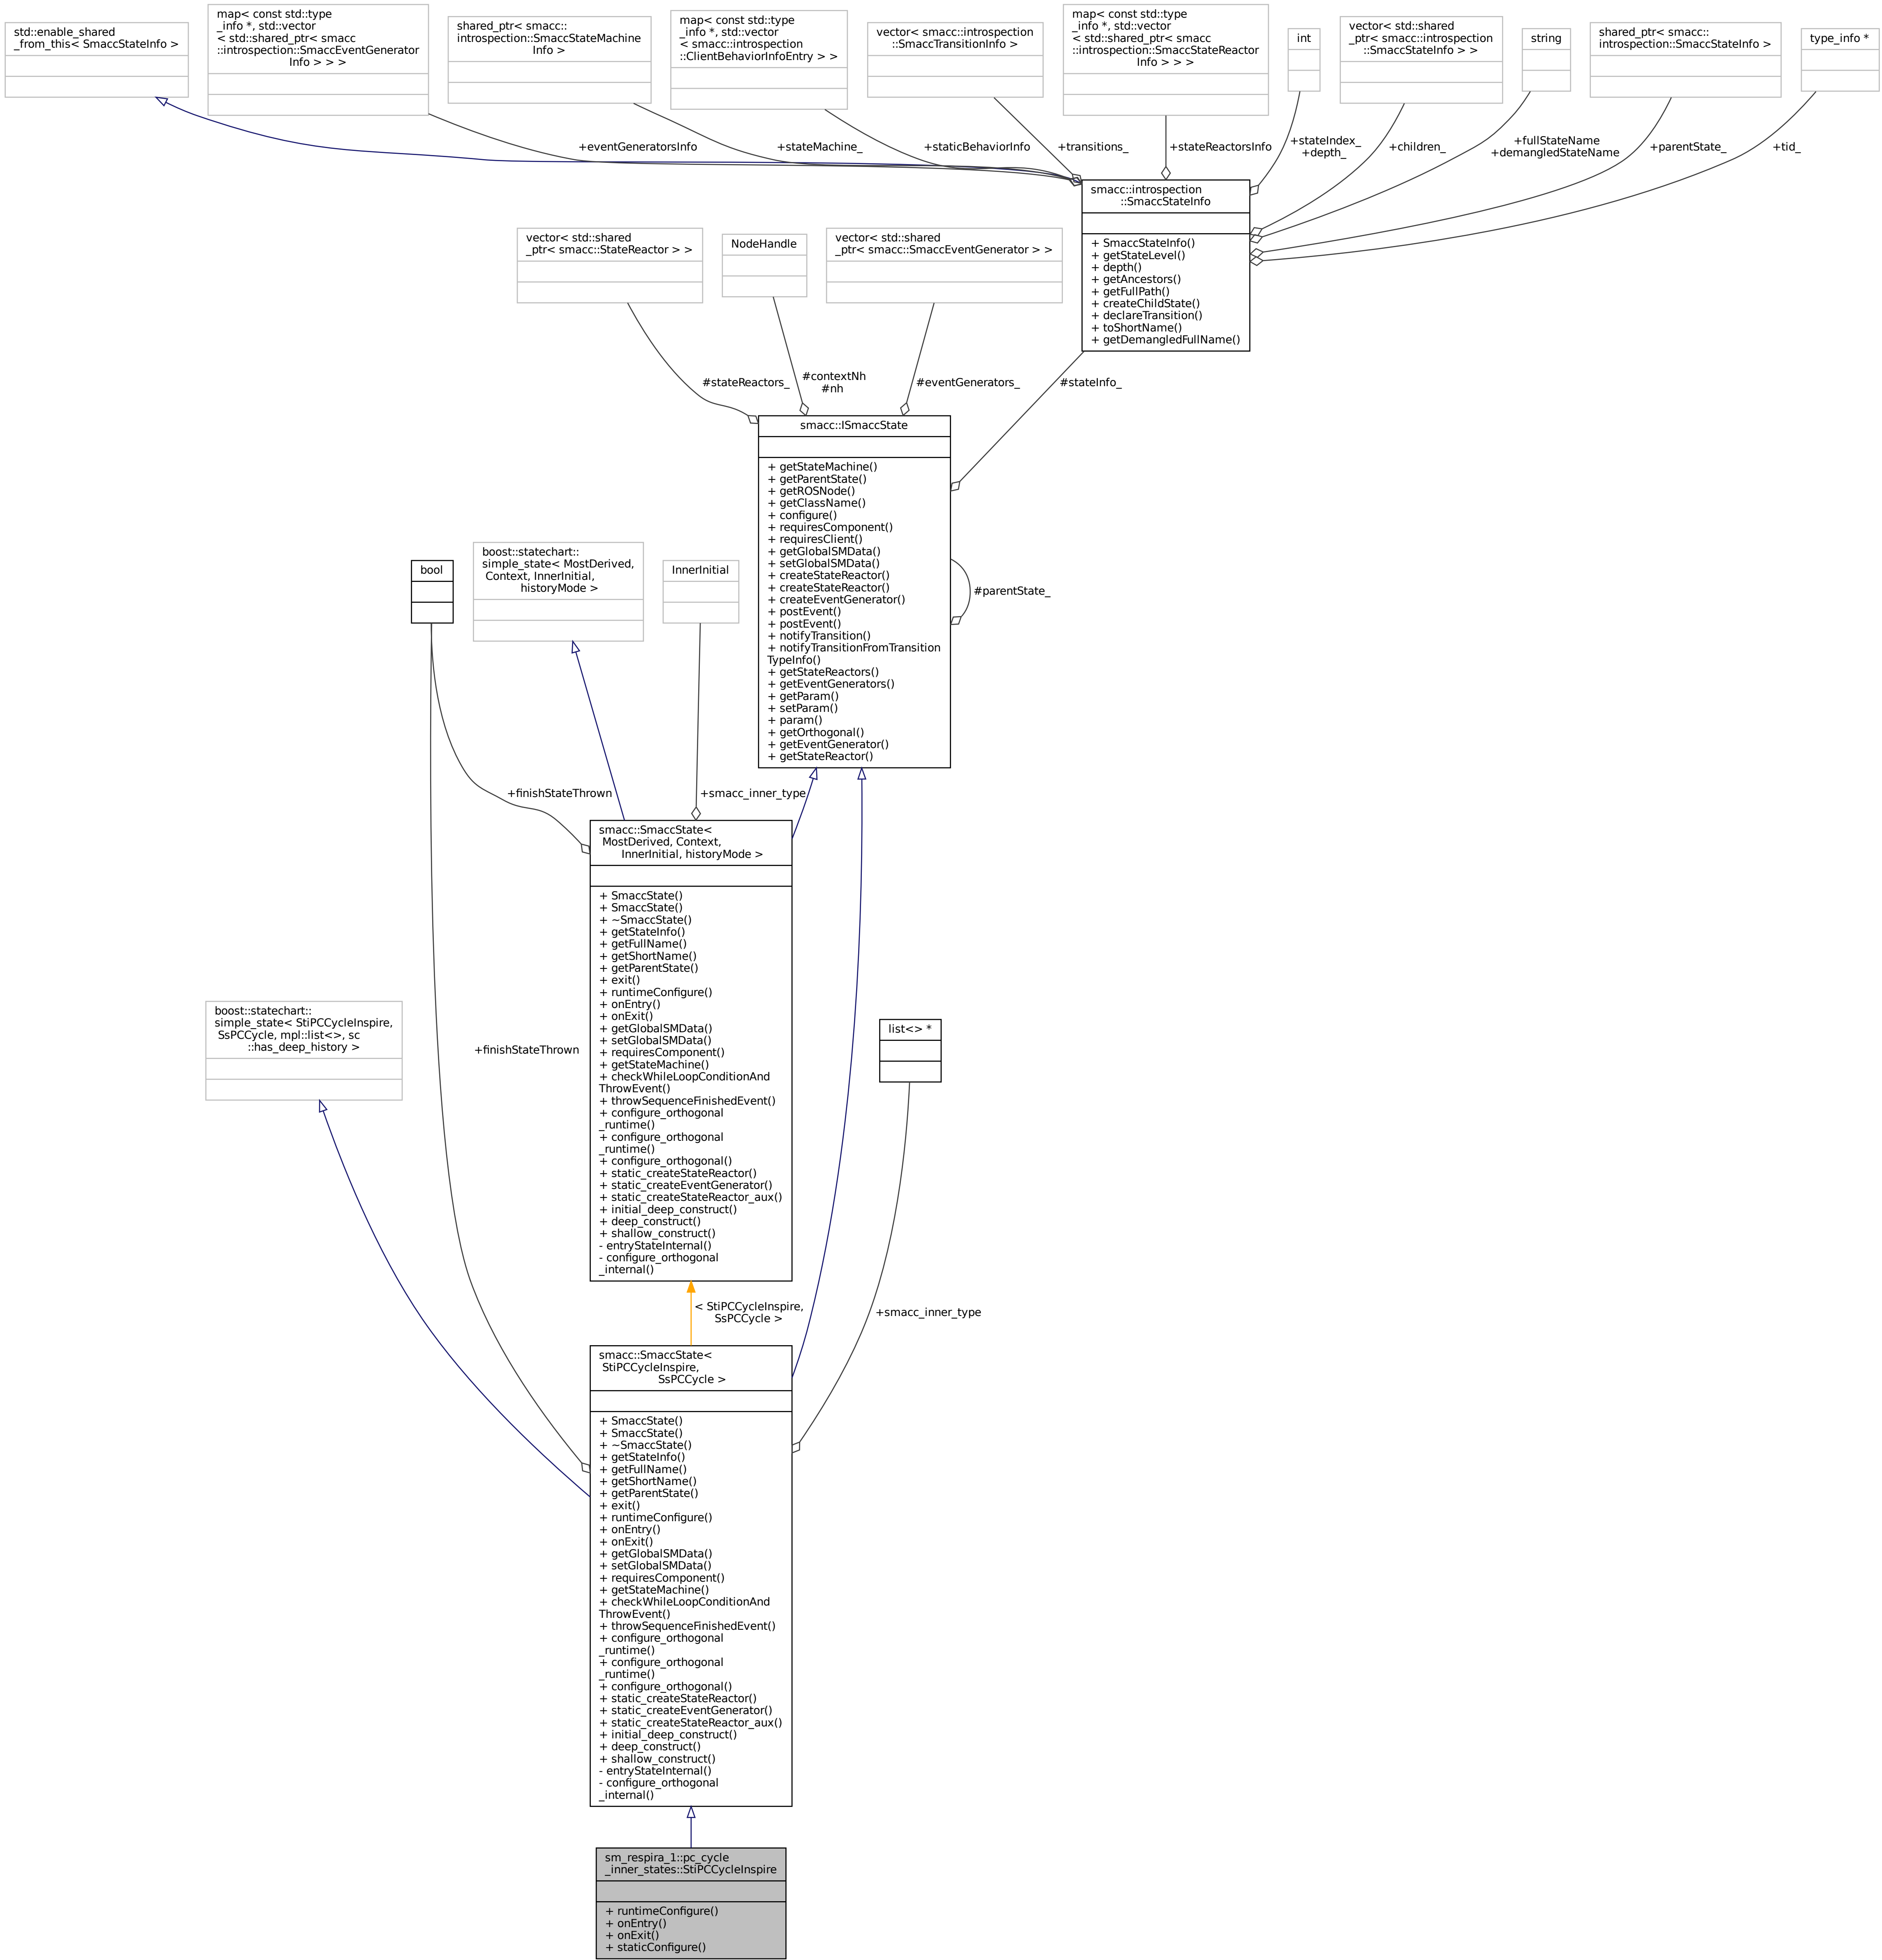 std::enable_shared
_from_this< SmaccStateInfo >
map< const std::type
_info *, std::vector
< std::shared_ptr< smacc
::introspection::SmaccEventGenerator
Info > > >
shared_ptr< smacc::
introspection::SmaccStateMachine
Info >
map< const std::type
_info *, std::vector
< smacc::introspection
::ClientBehaviorInfoEntry > >
vector< smacc::introspection
::SmaccTransitionInfo >
map< const std::type
_info *, std::vector
< std::shared_ptr< smacc
::introspection::SmaccStateReactor
Info > > >
int
vector< std::shared
_ptr< smacc::introspection
::SmaccStateInfo > >
string
shared_ptr< smacc::
introspection::SmaccStateInfo >
type_info *
+eventGeneratorsInfo
+stateMachine_
+staticBehaviorInfo
+transitions_
+stateReactorsInfo
+stateIndex_
+depth_
+children_
+fullStateName
+demangledStateName
+parentState_
+tid_
smacc::introspection
::SmaccStateInfo
+ SmaccStateInfo()
+ getStateLevel()
+ depth()
+ getAncestors()
+ getFullPath()
+ createChildState()
+ declareTransition()
+ toShortName()
+ getDemangledFullName()
vector< std::shared
_ptr< smacc::StateReactor > >
NodeHandle
vector< std::shared
_ptr< smacc::SmaccEventGenerator > >
#stateReactors_
#contextNh
#nh
#eventGenerators_
#stateInfo_
smacc::ISmaccState
+ getStateMachine()
+ getParentState()
+ getROSNode()
+ getClassName()
+ configure()
+ requiresComponent()
+ requiresClient()
+ getGlobalSMData()
+ setGlobalSMData()
+ createStateReactor()
+ createStateReactor()
+ createEventGenerator()
+ postEvent()
+ postEvent()
+ notifyTransition()
+ notifyTransitionFromTransition
TypeInfo()
+ getStateReactors()
+ getEventGenerators()
+ getParam()
+ setParam()
+ param()
+ getOrthogonal()
+ getEventGenerator()
+ getStateReactor()
#parentState_
bool
boost::statechart::
simple_state< MostDerived,
Context, InnerInitial,
historyMode >
InnerInitial
+finishStateThrown
+smacc_inner_type
smacc::SmaccState<
MostDerived, Context,
InnerInitial, historyMode >
+ SmaccState()
+ SmaccState()
+ ~SmaccState()
+ getStateInfo()
+ getFullName()
+ getShortName()
+ getParentState()
+ exit()
+ runtimeConfigure()
+ onEntry()
+ onExit()
+ getGlobalSMData()
+ setGlobalSMData()
+ requiresComponent()
+ getStateMachine()
+ checkWhileLoopConditionAnd
ThrowEvent()
+ throwSequenceFinishedEvent()
+ configure_orthogonal
_runtime()
+ configure_orthogonal
_runtime()
+ configure_orthogonal()
+ static_createStateReactor()
+ static_createEventGenerator()
+ static_createStateReactor_aux()
+ initial_deep_construct()
+ deep_construct()
+ shallow_construct()
- entryStateInternal()
- configure_orthogonal
_internal()
boost::statechart::
simple_state< StiPCCycleInspire,
SsPCCycle, mpl::list<>, sc
::has_deep_history >
+finishStateThrown
list<> *
< StiPCCycleInspire,
SsPCCycle >
+smacc_inner_type
smacc::SmaccState<
StiPCCycleInspire,
SsPCCycle >
+ SmaccState()
+ SmaccState()
+ ~SmaccState()
+ getStateInfo()
+ getFullName()
+ getShortName()
+ getParentState()
+ exit()
+ runtimeConfigure()
+ onEntry()
+ onExit()
+ getGlobalSMData()
+ setGlobalSMData()
+ requiresComponent()
+ getStateMachine()
+ checkWhileLoopConditionAnd
ThrowEvent()
+ throwSequenceFinishedEvent()
+ configure_orthogonal
_runtime()
+ configure_orthogonal
_runtime()
+ configure_orthogonal()
+ static_createStateReactor()
+ static_createEventGenerator()
+ static_createStateReactor_aux()
+ initial_deep_construct()
+ deep_construct()
+ shallow_construct()
- entryStateInternal()
- configure_orthogonal
_internal()
sm_respira_1::pc_cycle
_inner_states::StiPCCycleInspire
+ runtimeConfigure()
+ onEntry()
+ onExit()
+ staticConfigure()